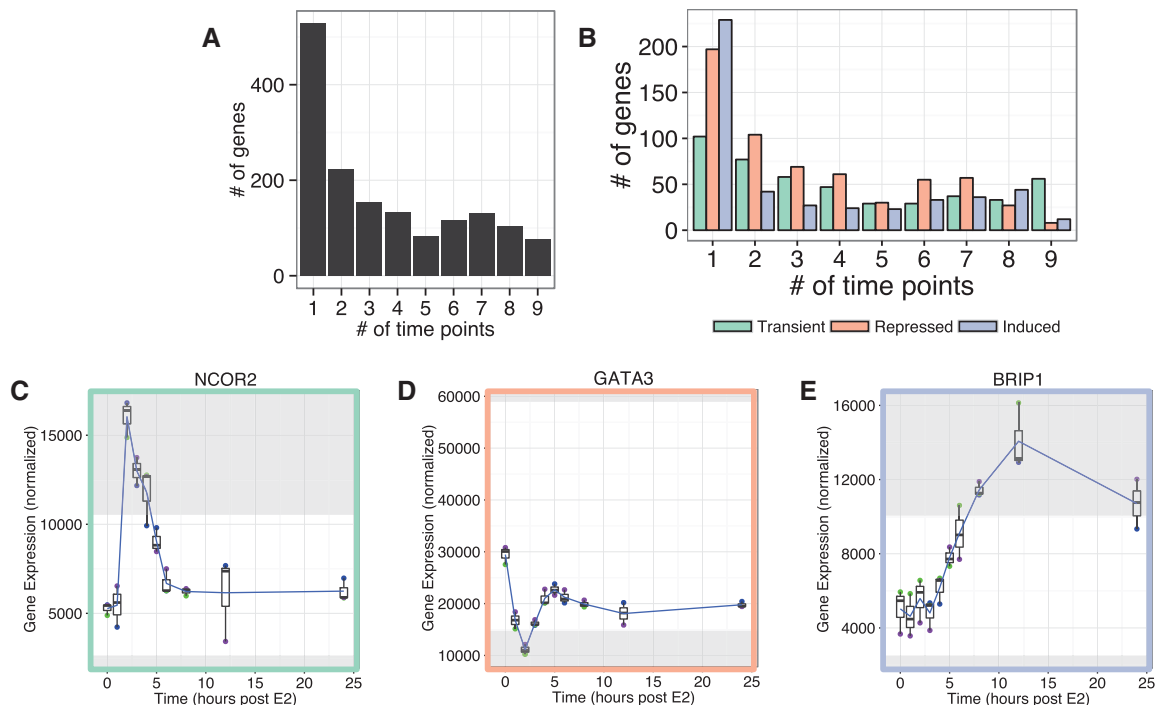 A
# of genes
400
200
0
1 2 3 4 5 6 7 8 9
# of time points
B
# of genes
200
150
100
50
0
1 2 3 4 5 6 7 8 9
# of time points
Transient Repressed Induced
C
NCOR2
Gene Expression (normalized)
15000
10000
5000
0 5 10 15 20 25
Time (hours post E2)
D
GATA3
Gene Expression (normalized)
60000
50000
40000
30000
20000
10000
0 5 10 15 20 25
Time (hours post E2)
E
BRIP1
Gene Expression (normalized)
16000
12000
8000
4000
0 5 10 15 20 25
Time (hours post E2)